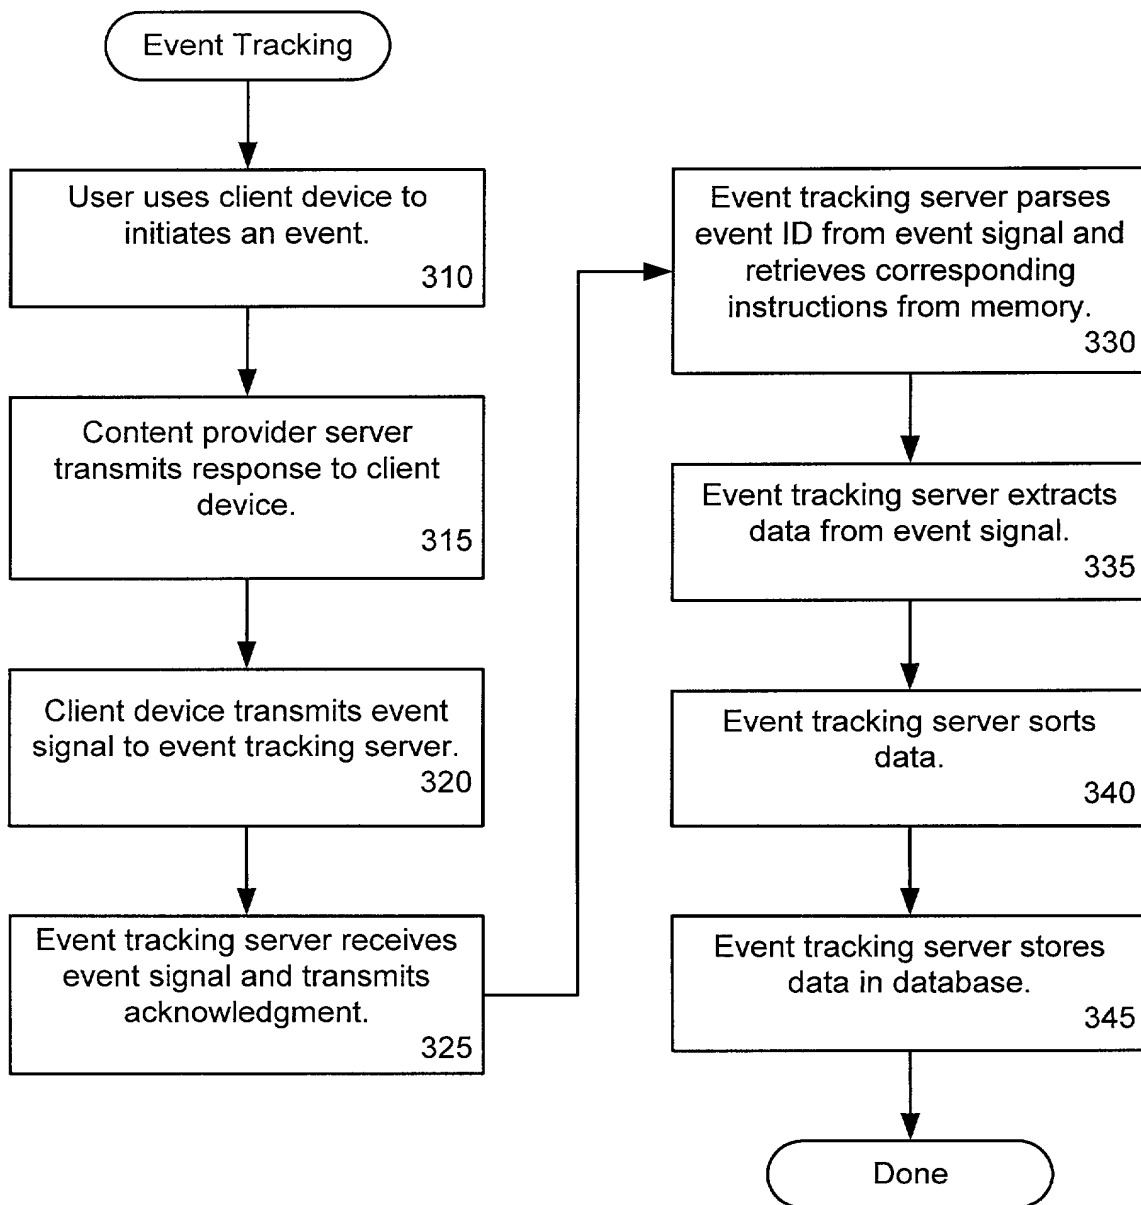 Event Tracking
User uses client device to
initiates an event.
310
Content provider server
transmits response to client
device.
315
Client device transmits event
signal to event tracking server.
320
Event tracking server receives
event signal and transmits
acknowledgment.
325
Event tracking server parses
event ID from event signal and
retrieves corresponding
instructions from memory.
330
Event tracking server extracts
data from event signal.
335
Event tracking server sorts
data.
340
Event tracking server stores
data in database.
345
Done